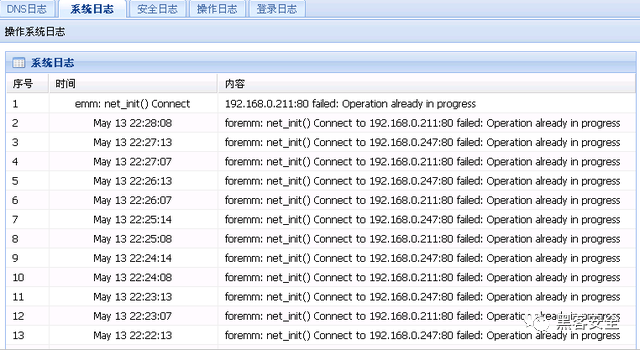 DNS日志 系统日志 安全日志 操作日志 登录日志
操作系统日志
系统日志
序号 时间 内容
1 emm: net_init() Connect 192.168.0.211:80 failed: Operation already in progress
2 May 13 22:28:08 foremm: net_init() Connect to 192.168.0.211:80 failed: Operation already in progress
3 May 13 22:27:13 foremm: net_init() Connect to 192.168.0.247:80 failed: Operation already in progress
4 May 13 22:27:07 foremm: net_init() Connect to 192.168.0.211:80 failed: Operation already in progress
5 May 13 22:26:13 foremm: net_init() Connect to 192.168.0.247:80 failed: Operation already in progress
6 May 13 22:26:07 foremm: net_init() Connect to 192.168.0.211:80 failed: Operation already in progress
7 May 13 22:25:14 foremm: net_init() Connect to 192.168.0.247:80 failed: Operation already in progress
8 May 13 22:25:08 foremm: net_init() Connect to 192.168.0.211:80 failed: Operation already in progress
9 May 13 22:24:14 foremm: net_init() Connect to 192.168.0.247:80 failed: Operation already in progress
10 May 13 22:24:08 foremm: net_init() Connect to 192.168.0.211:80 failed: Operation already in progress
11 May 13 22:23:13 foremm: net_init() Connect to 192.168.0.247:80 failed: Operation already in progress
12 May 13 22:23:07 foremm: net_init() Connect to 192.168.0.211:80 failed: Operation already in progress
13 May 13 22:22:13 foremm: net_init() Connect to 192.168.0.247:80 failed: Operation already in progress
黑客安全